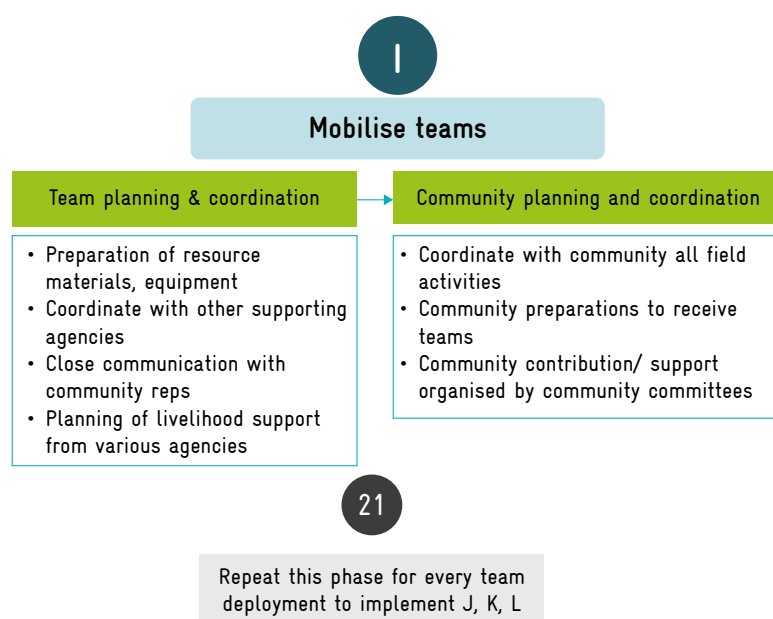 I
Mobilise teams
Team planning & coordination
• Preparation of resource
materials, equipment
• Coordinate with other supporting
agencies
• Close communication with
community reps
• Planning of livelihood support
from various agencies
Community planning and coordination
• Coordinate with community all field
activities
• Community preparations to receive
teams
• Community contribution/ support
organised by community committees
21
Repeat this phase for every team
deployment to implement J, K, L